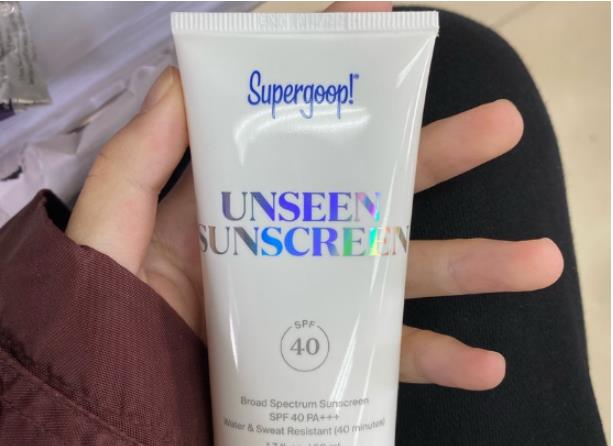 Supergoop!
UNSEEN
SUNSCREEN
SPF
40
Broad Spectrum Sunscreen
SPF 40 PA+++
Water & Sweat Resistant (40 minutes)